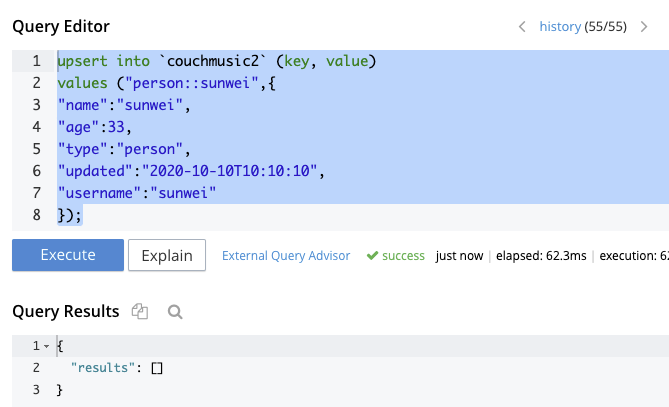 Query Editor
history (55/55)
1 upsert into `couchmusic2` (key, value)
2 values ("person::sunwei",{
3 "name":"sunwei",
4 "age":33,
5 "type":"person",
6 "updated":"2020-10-10T10:10:10",
7 "username":"sunwei"
8 });
Execute Explain External Query Advisor success just now | elapsed: 62.3ms | execution: 62
Query Results
1 {
2 "results": []
3 }